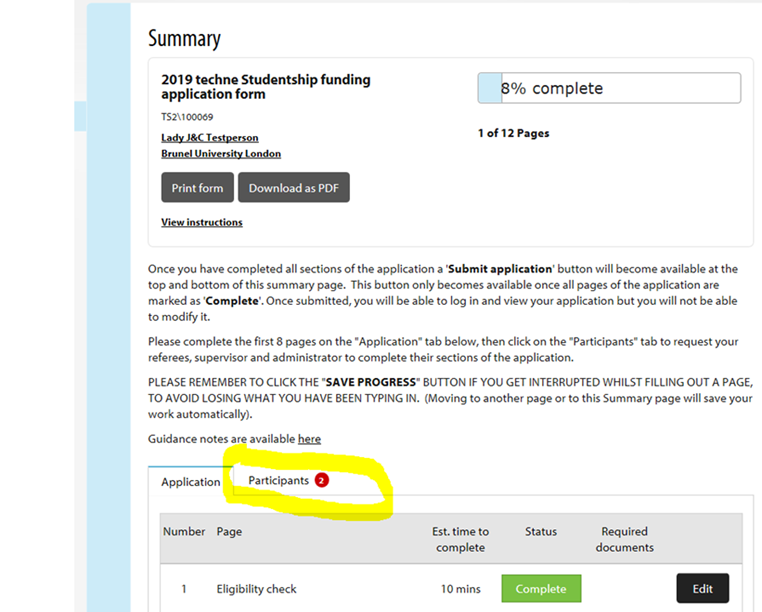 Summary
2019 techne Studentship funding
application form
8% complete
TS2\100069
1 of 12 Pages
Lady J&C Testperson
Brunel University London
Print form
Download as PDF
View instructions
Once you have completed all sections of the application a 'Submit application' button will become available at the
top and bottom of this summary page. This button only becomes available once all pages of the application are
marked as 'Complete'. Once submitted, you will be able to log in and view your application but you will not be able
to modify it.
Please complete the first 8 pages on the "Application" tab below, then click on the "Participants" tab to request your
referees, supervisor and administrator to complete their sections of the application.
PLEASE REMEMBER TO CLICK THE "SAVE PROGRESS" BUTTON IF YOU GET INTERRUPTED WHILST FILLING OUT A PAGE,
TO AVOID LOSING WHAT YOU HAVE BEEN TYPING IN. (Moving to another page or to this Summary page will save your
work automatically).
Guidance notes are available here
Application Participants 2
Number Page Est. time to complete Status Required documents
1 Eligibility check 10 mins Complete Edit